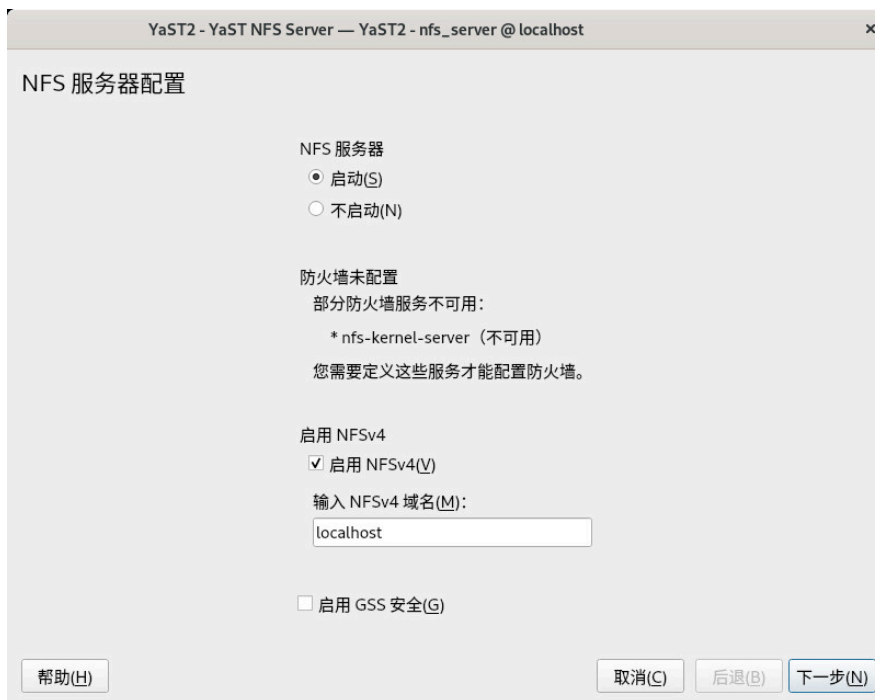 YaST2 - YaST NFS Server — YaST2 - nfs_server @ localhost
NFS 服务器配置
NFS 服务器
启动(S)
不启动(N)
防火墙未配置
部分防火墙服务不可用：
* nfs-kernel-server（不可用）
您需要定义这些服务才能配置防火墙。
启用 NFSv4
启用 NFSv4(V)
输入 NFSv4 域名(M)：
localhost
启用 GSS 安全(G)
帮助(H) 取消(C) 后退(B) 下一步(N)